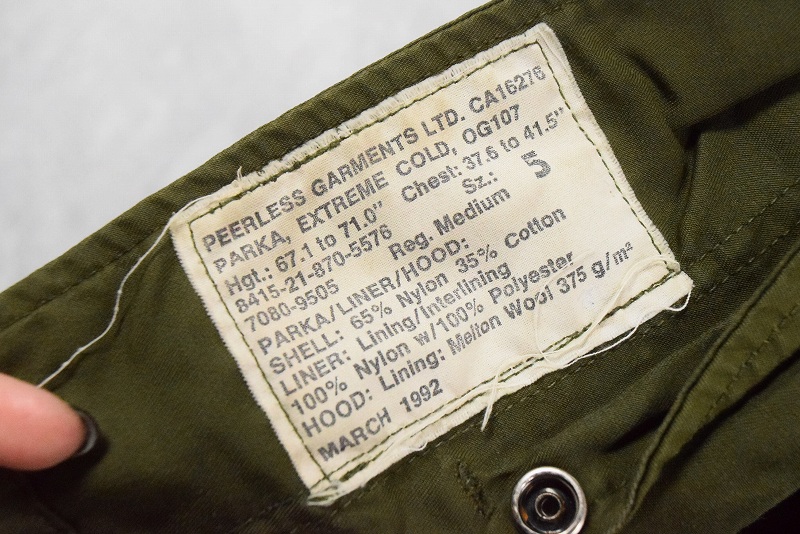 PEERLESS GARMENTS LTD. CA16276
PARKA, EXTREME COLD, OG107
Hgt.: 67.1 to 71.0" Chest: 37.6 to 41.5"
8415-21-870-5576 Sz.: 5
7080-9505 Reg. Medium
PARKA/LINER/HOOD:
SHELL: 65% Nylon 35% Cotton
LINER: Lining/Interlining
100% Nylon w/100% Polyester
HOOD: Lining: Melton Wool 375 g/m²
MARCH 1992